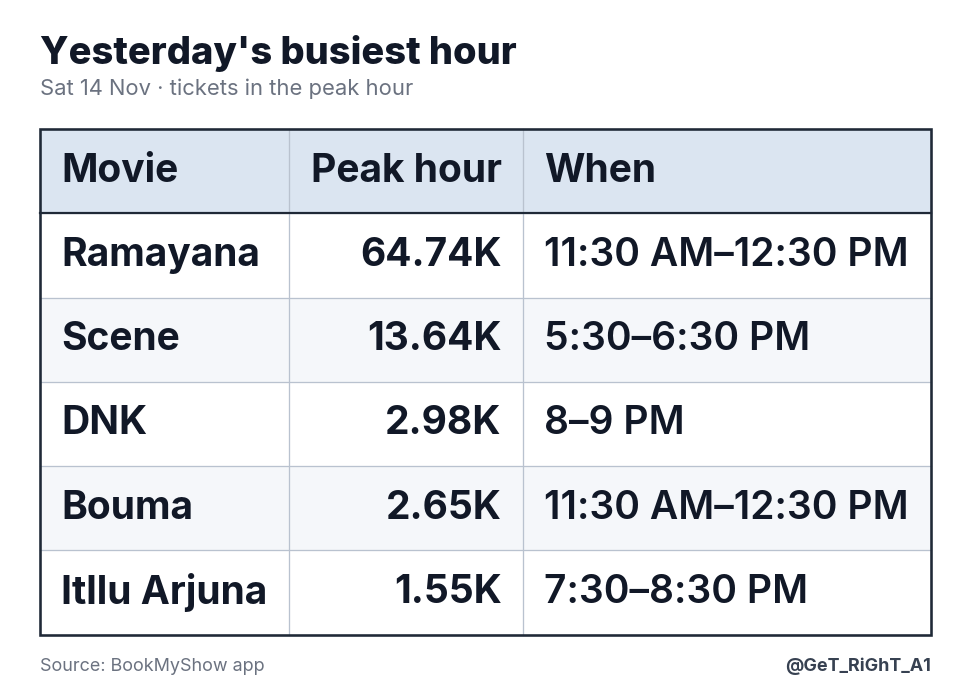 Yesterday's busiest hour
Sat 14 Nov · tickets in the peak hour
Movie Peak hour When
Ramayana 64.74K 11:30 AM–12:30 PM
Scene 13.64K 5:30–6:30 PM
DNK 2.98K 8–9 PM
Bouma 2.65K 11:30 AM–12:30 PM
Itllu Arjuna 1.55K 7:30–8:30 PM
Source: BookMyShow app @GeT_RiGhT_A1